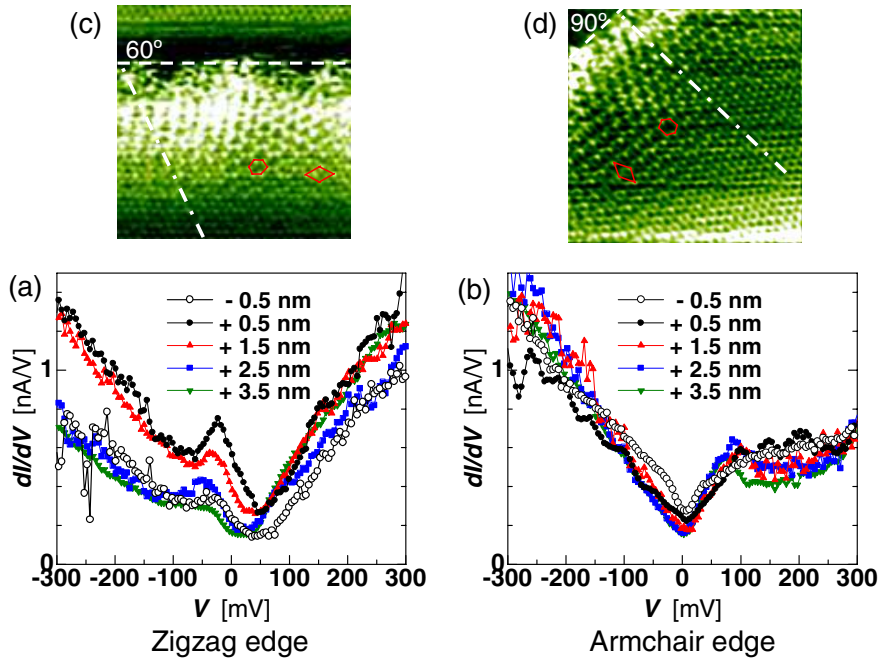 (c)
60º
(d)
90º
(a)
- 0.5 nm
+ 0.5 nm
+ 1.5 nm
+ 2.5 nm
+ 3.5 nm
dI/dV [nA/V]
1
0
-300 -200 -100 0 100 200 300
V [mV]
Zigzag edge
(b)
- 0.5 nm
+ 0.5 nm
+ 1.5 nm
+ 2.5 nm
+ 3.5 nm
dI/dV [nA/V]
1
0
-300 -200 -100 0 100 200 300
V [mV]
Armchair edge